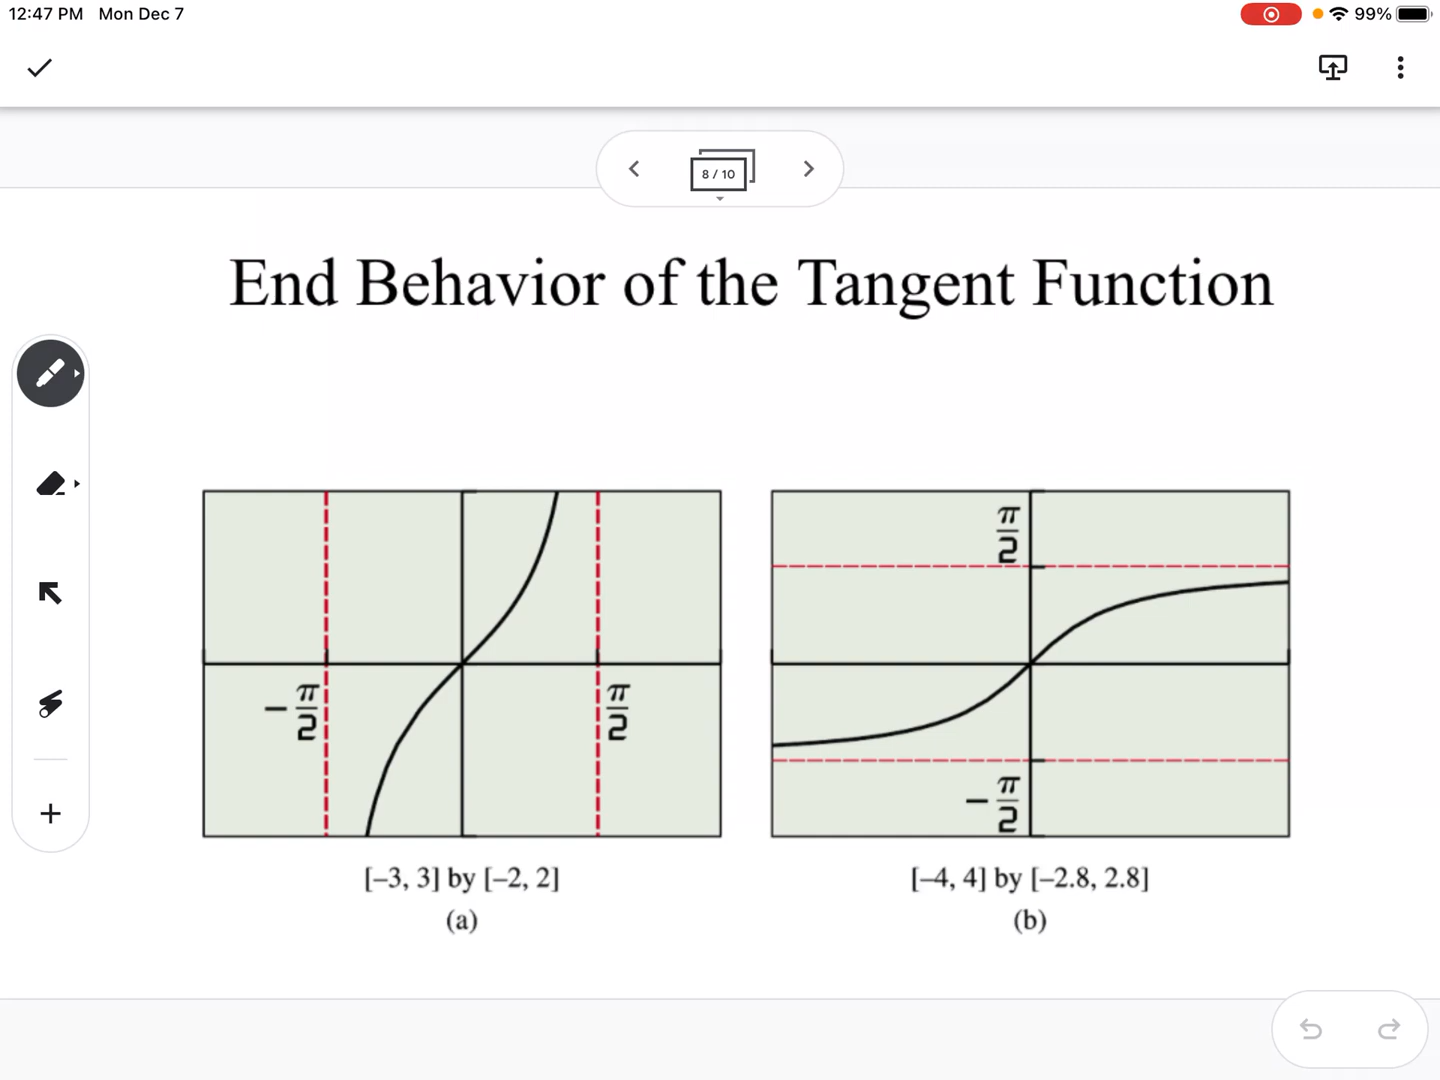 12:47 PM Mon Dec 7
99%
8 / 10
End Behavior of the Tangent Function
π/2
−π/2
π/2
−π/2
[–3, 3] by [–2, 2]
[–4, 4] by [–2.8, 2.8]
(a)
(b)